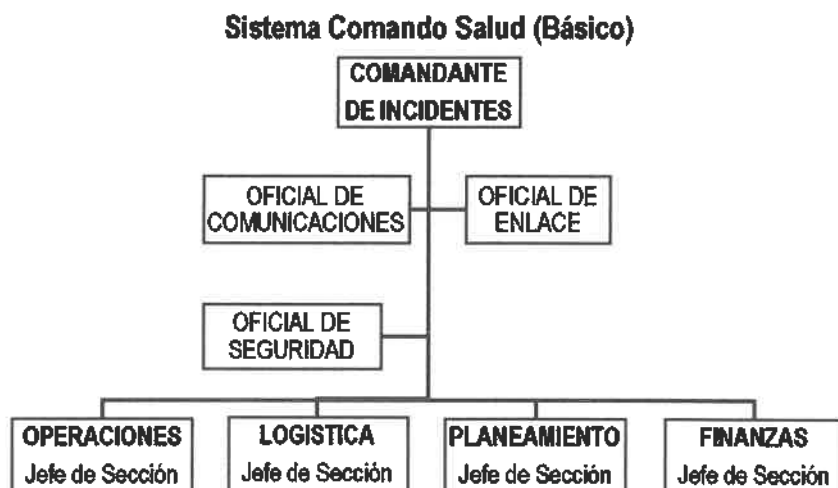 Sistema Comando Salud (Básico)
COMANDANTE
DE INCIDENTES
OFICIAL DE
COMUNICACIONES
OFICIAL DE
ENLACE
OFICIAL DE
SEGURIDAD
OPERACIONES
Jefe de Sección
LOGISTICA
Jefe de Sección
PLANEAMIENTO
Jefe de Sección
FINANZAS
Jefe de Sección